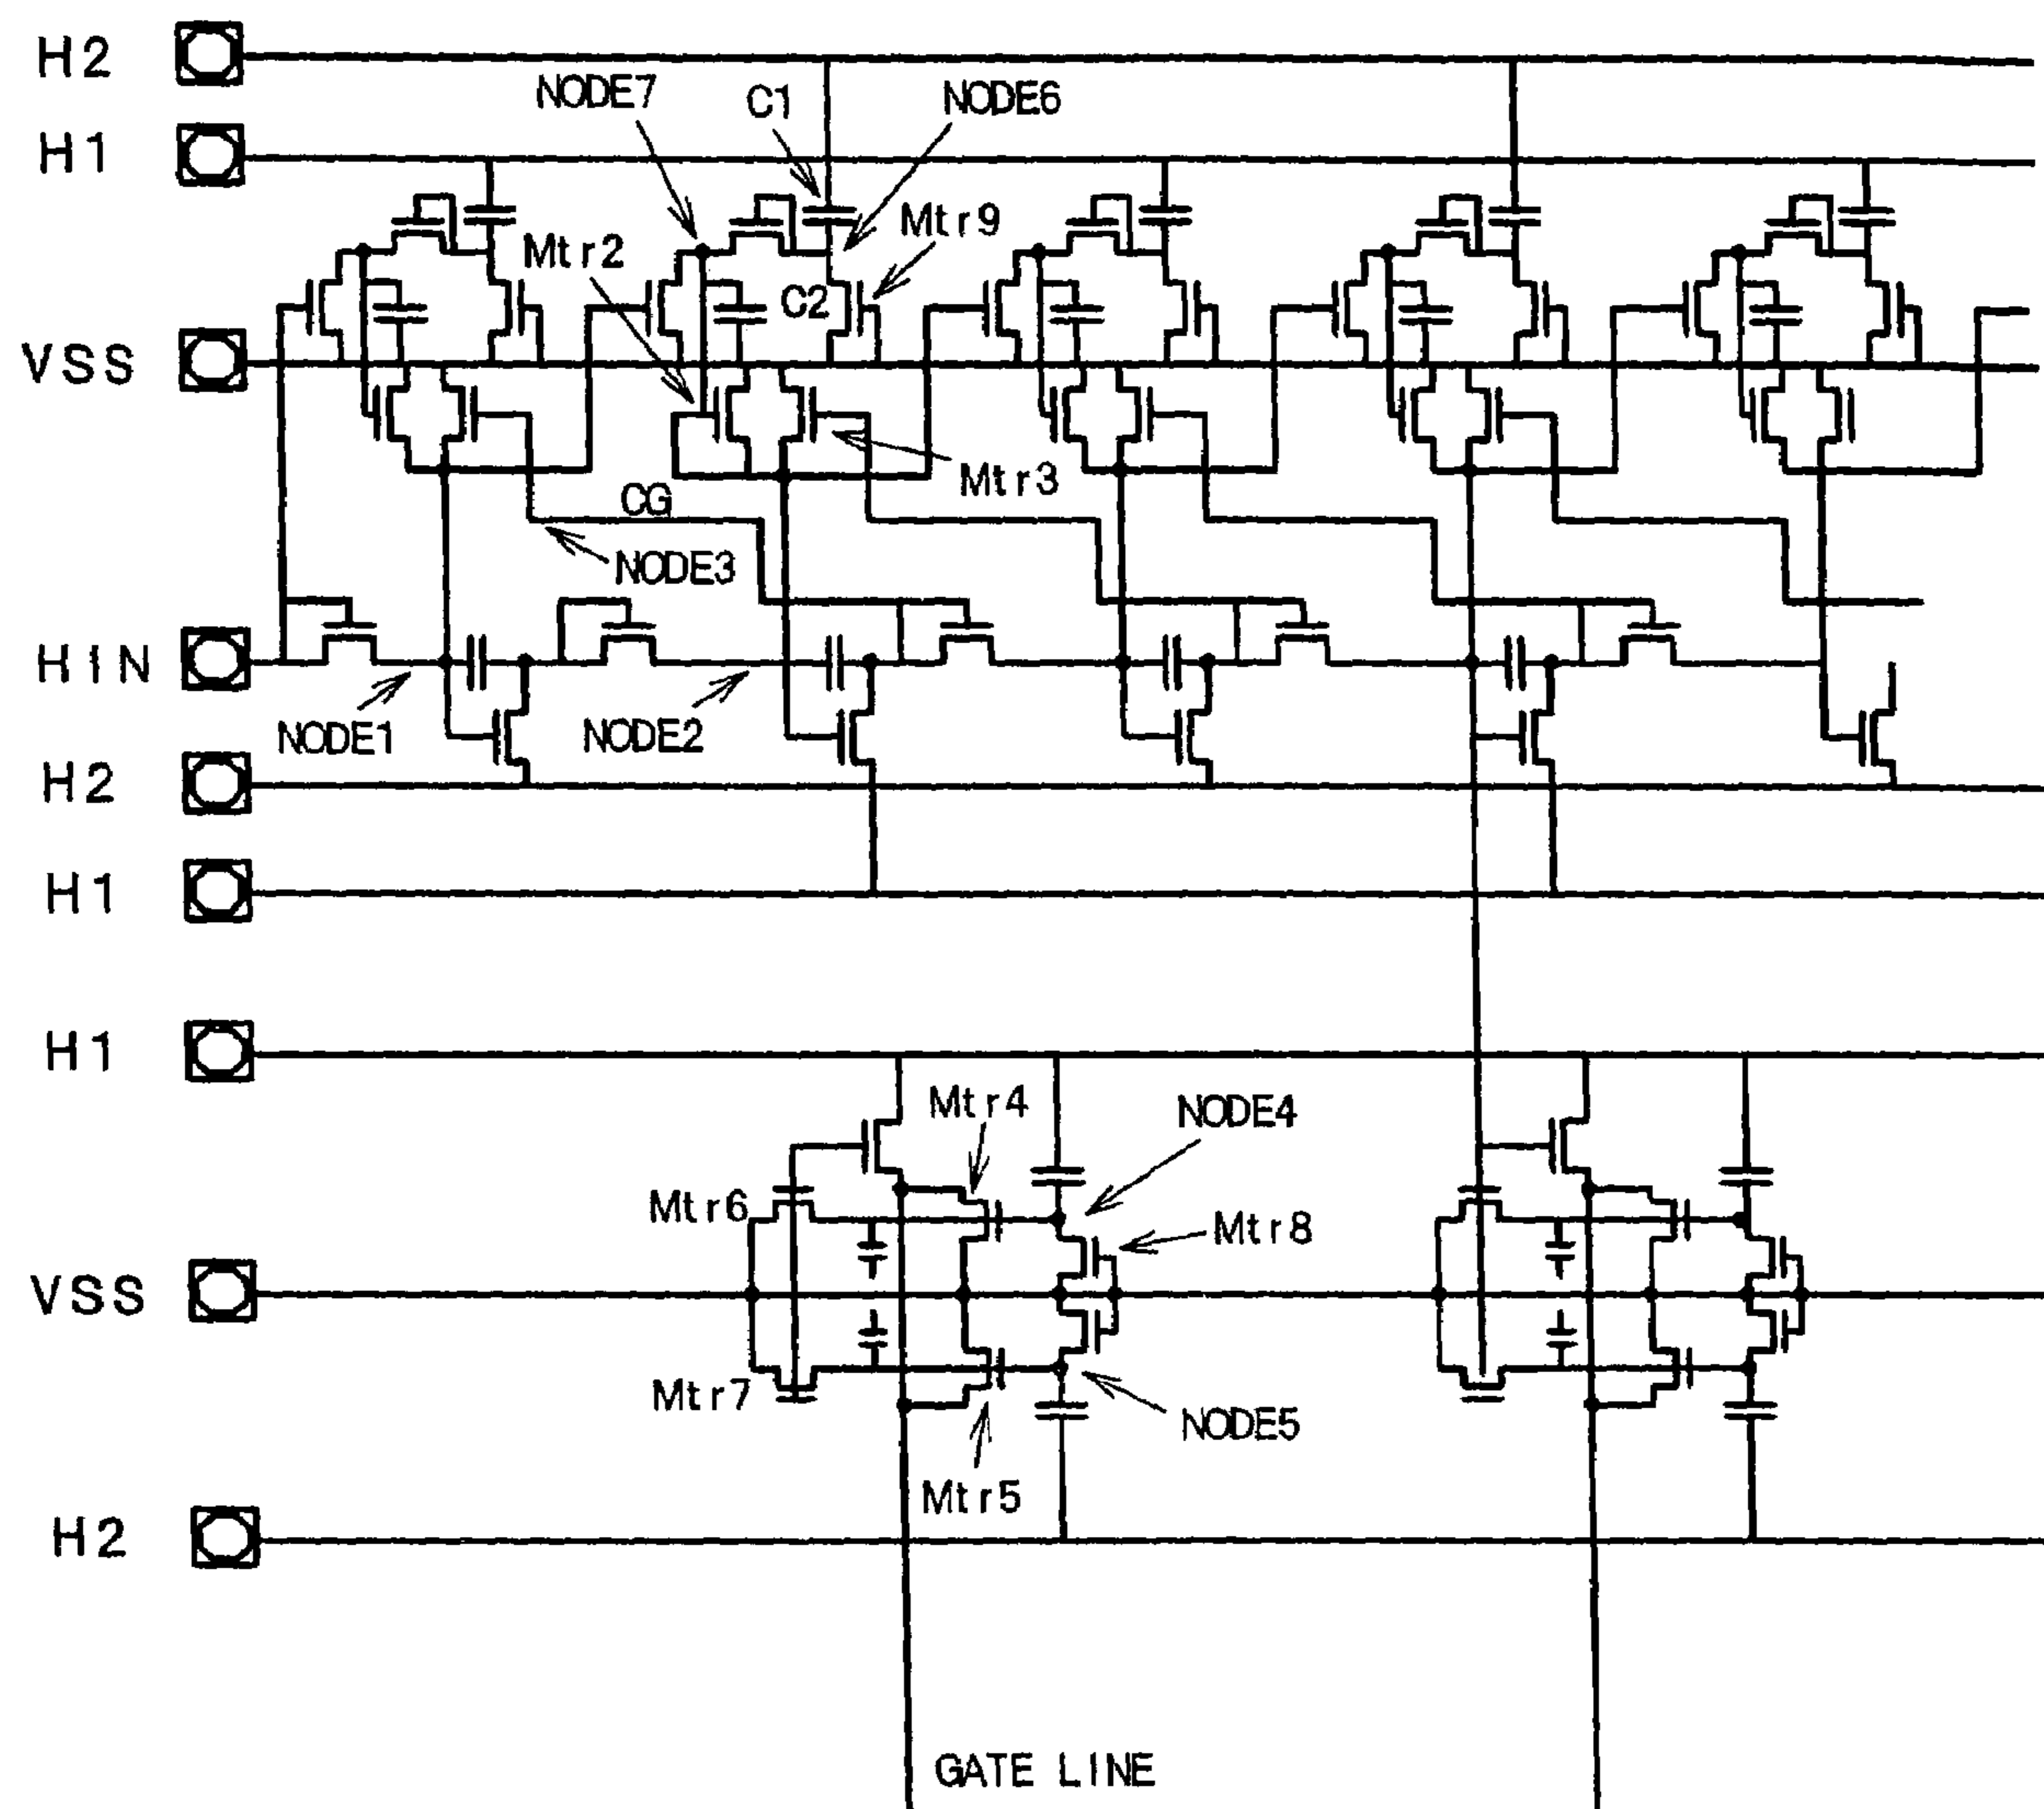 H2
NODE7
C1
NODE6
H1
Mtr9
Mtr2
C2
VSS
Mtr3
CG
NODE3
HIN
NODE1
NODE2
H2
H1
H1
Mtr4
NODE4
Mtr6
Mtr8
VSS
Mtr7
NODE5
Mtr5
H2
GATE LINE